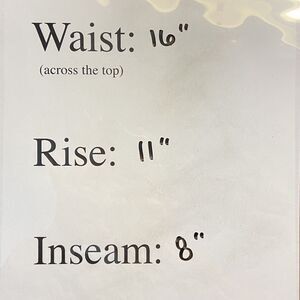 Waist: 16"
(across the top)
Rise: 11"
Inseam: 8"